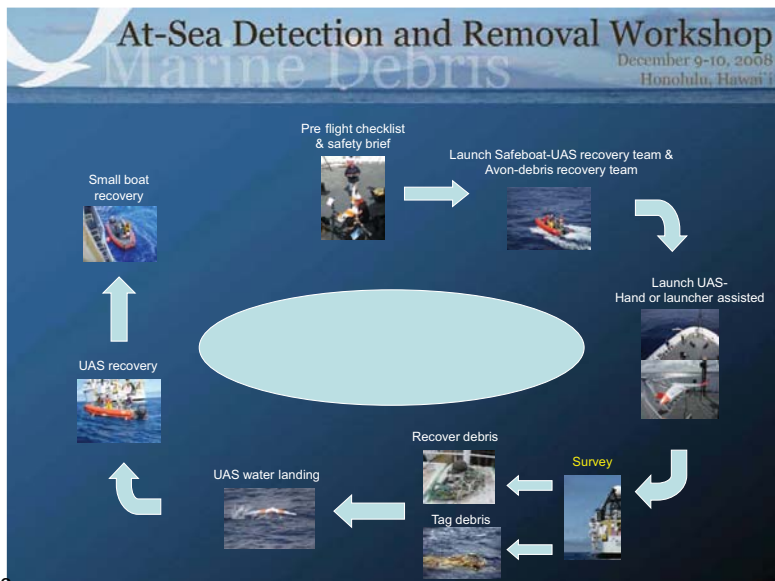 At-Sea Detection and Removal Workshop
Marine Debris
December 9-10, 2008
Honolulu, Hawai`i
Pre flight checklist
& safety brief
Launch Safeboat-UAS recovery team &
Avon-debris recovery team
Launch UAS-
Hand or launcher assisted
Survey
Recover debris
Tag debris
UAS water landing
UAS recovery
Small boat
recovery